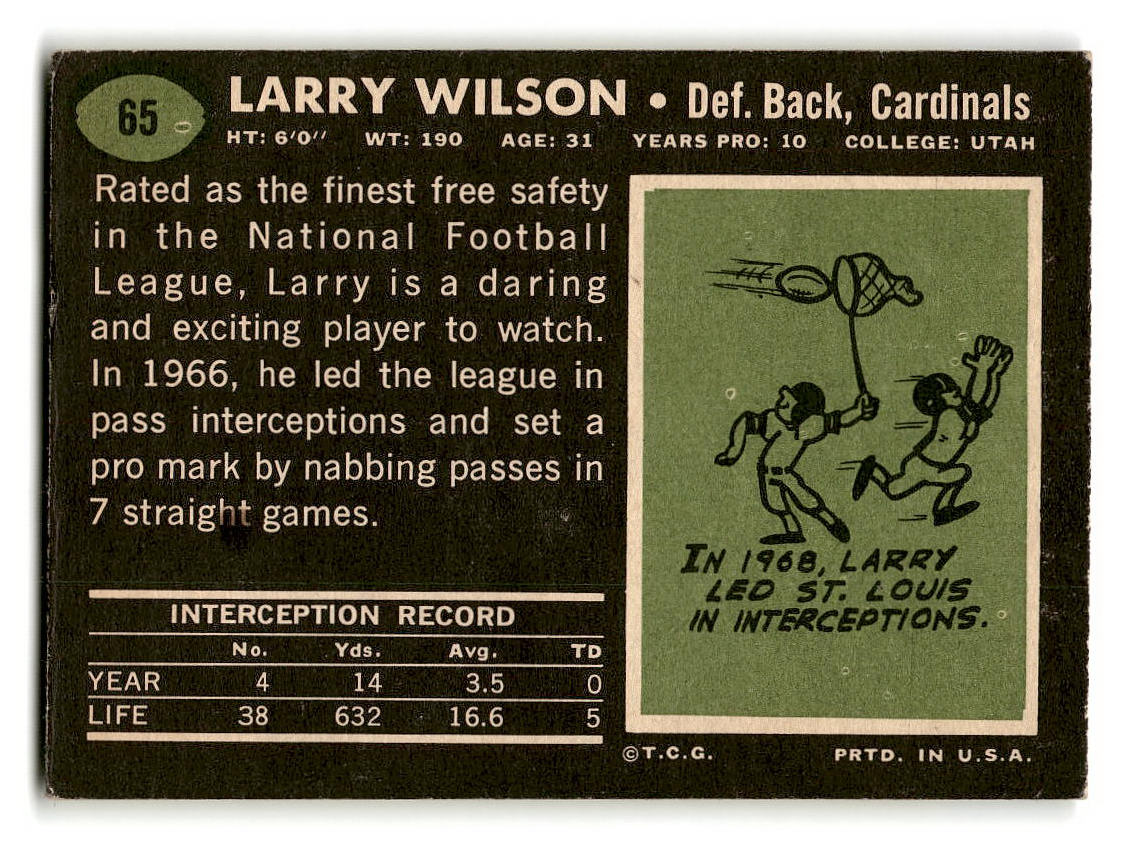 65
LARRY WILSON • Def. Back, Cardinals
HT: 6'0'' WT: 190 AGE: 31 YEARS PRO: 10 COLLEGE: UTAH
Rated as the finest free safety
in the National Football
League, Larry is a daring
and exciting player to watch.
In 1966, he led the league in
pass interceptions and set a
pro mark by nabbing passes in
7 straight games.
INTERCEPTION RECORD
No. Yds. Avg. TD
YEAR 4 14 3.5 0
LIFE 38 632 16.6 5
IN 1968, LARRY
LED ST. LOUIS
IN INTERCEPTIONS.
©T.C.G. PRTD. IN U.S.A.